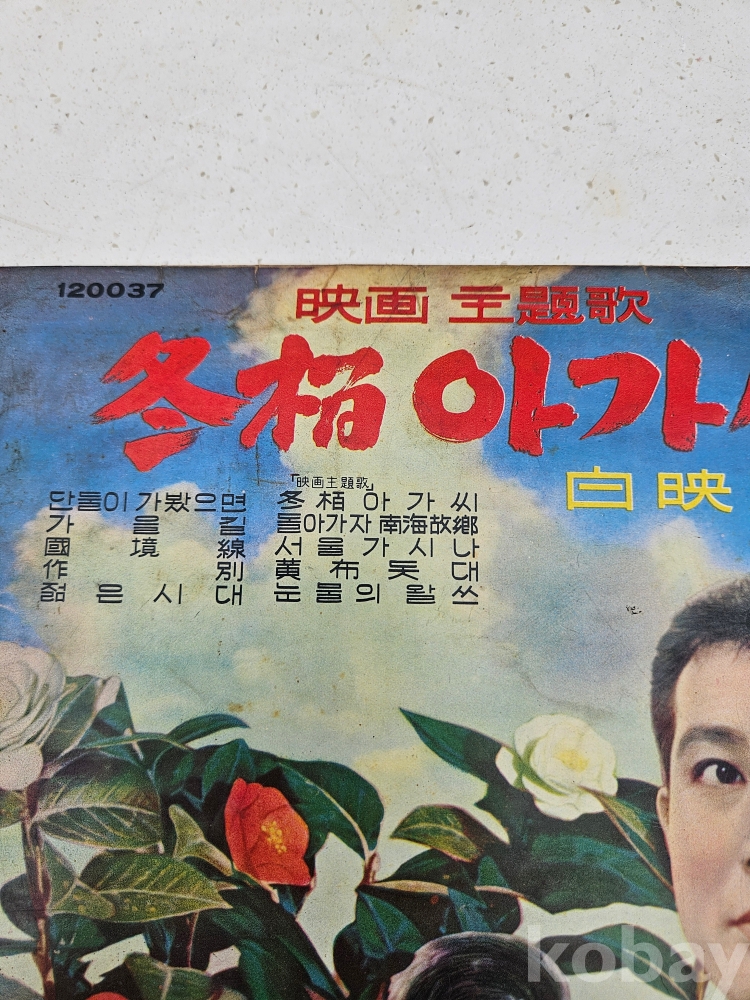 120037
映画 主題歌
冬栢아가
白映
「映画主題歌」
단둘이가봤으면 冬栢아가씨
가을길 돌아가자南海故鄕
國境線 서울가시나
作別 黃布돗대
젊은시대 눈물의왈쓰
kobay